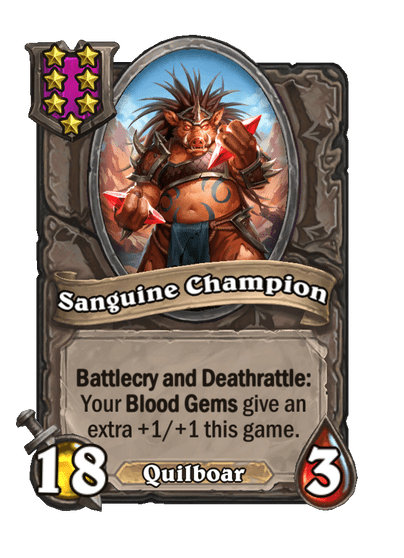 Sanguine Champion
Battlecry and Deathrattle:
Your Blood Gems give an
extra +1/+1 this game.
18
Quilboar
3